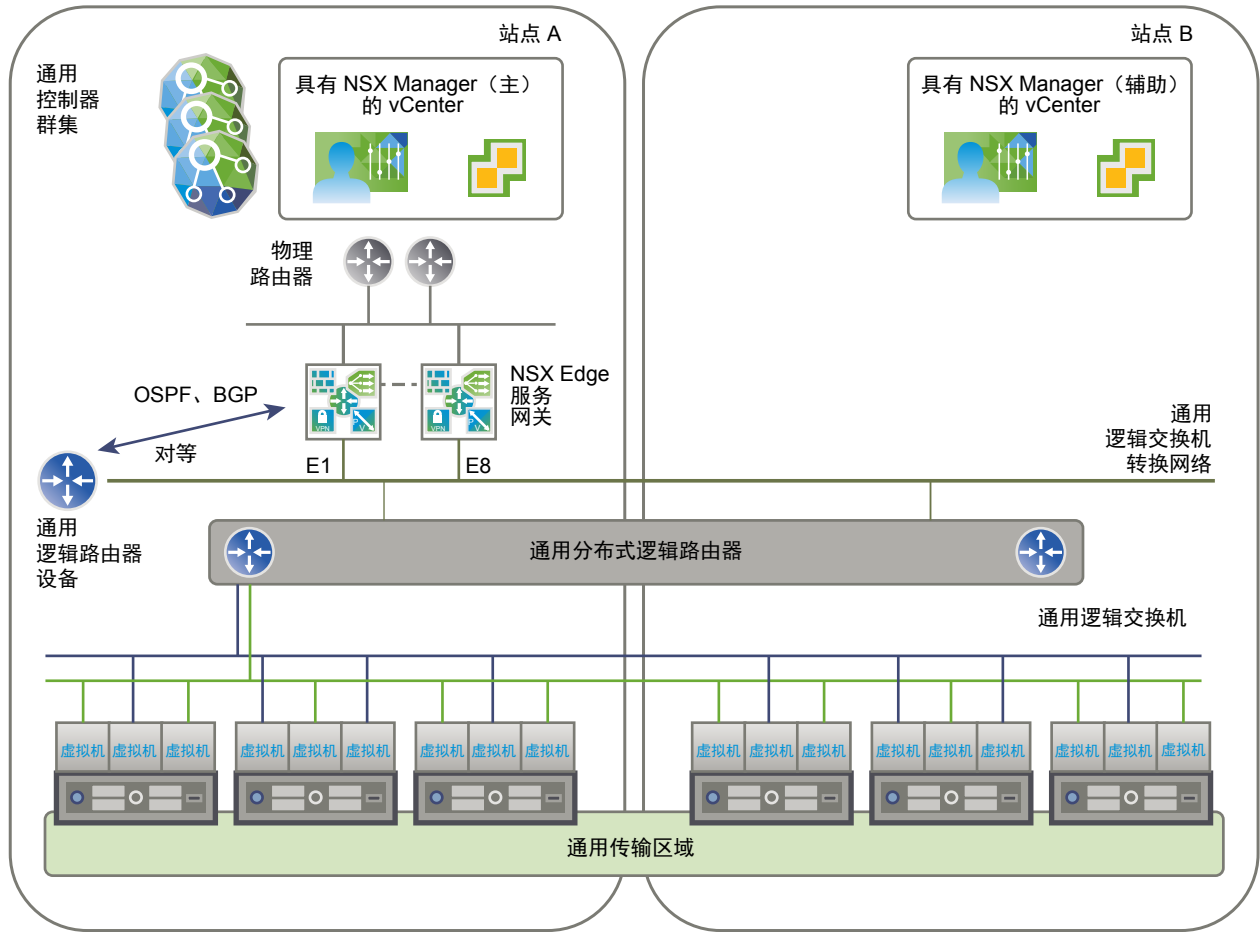 站点 A
站点 B
通用
控制器
群集
具有 NSX Manager（主）
的 vCenter
具有 NSX Manager（辅助）
的 vCenter
物理
路由器
NSX Edge
服务
网关
OSPF、BGP
对等
VPN
P
V
VPN
P
V
E1
E8
通用
逻辑交换机
转换网络
通用
逻辑路由器
设备
通用分布式逻辑路由器
通用逻辑交换机
虚拟机 虚拟机 虚拟机 虚拟机 虚拟机 虚拟机 虚拟机 虚拟机 虚拟机 虚拟机 虚拟机 虚拟机 虚拟机 虚拟机 虚拟机 虚拟机 虚拟机 虚拟机
通用传输区域